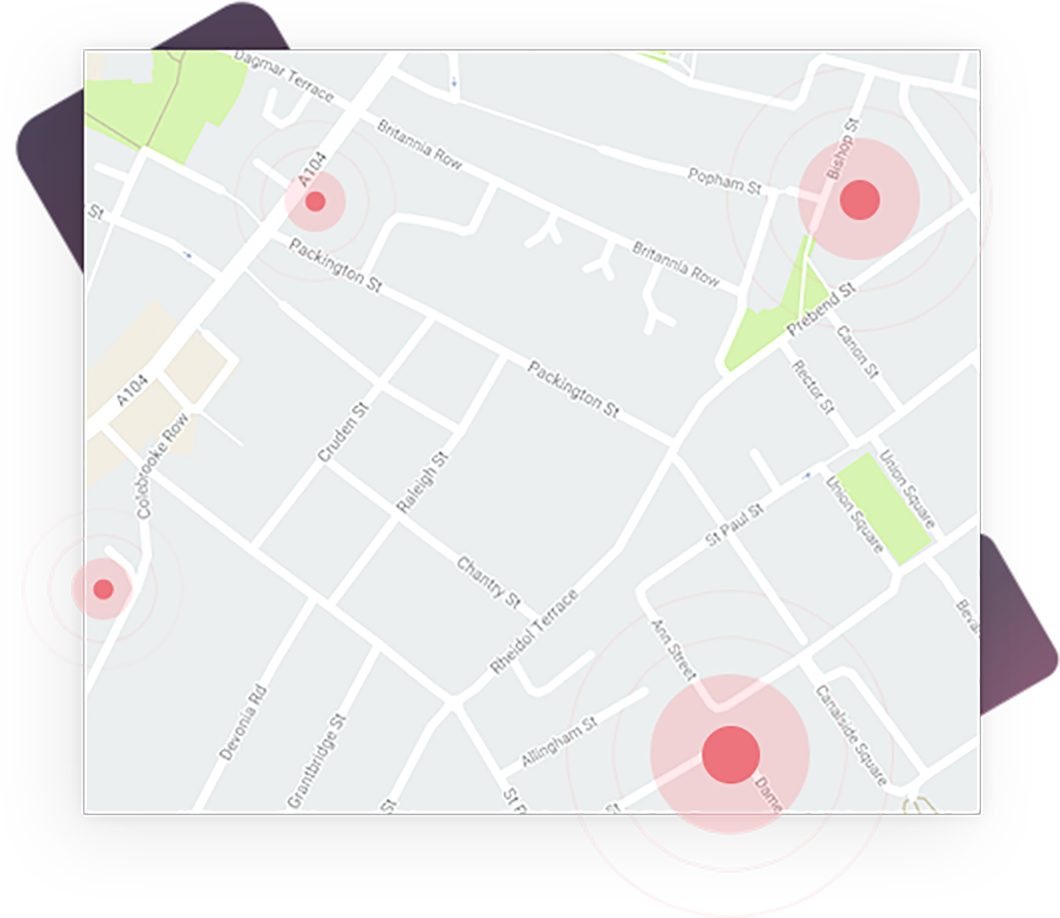 Dagmar Terrace
Britannia Row
A104
Bishop St
Popham St
St
Packington St
Britannia Row
Prebend St
Canon St
Rector St
A104
Packington St
Cruden St
Colebrooke Row
Raleigh St
Union Square
Union Square
St Paul St
Chantry St
Rheidol Terrace
Ann Street
Devonia Rd
Grantbridge St
Allingham St
Canalside Square
St
St P
St
Dame